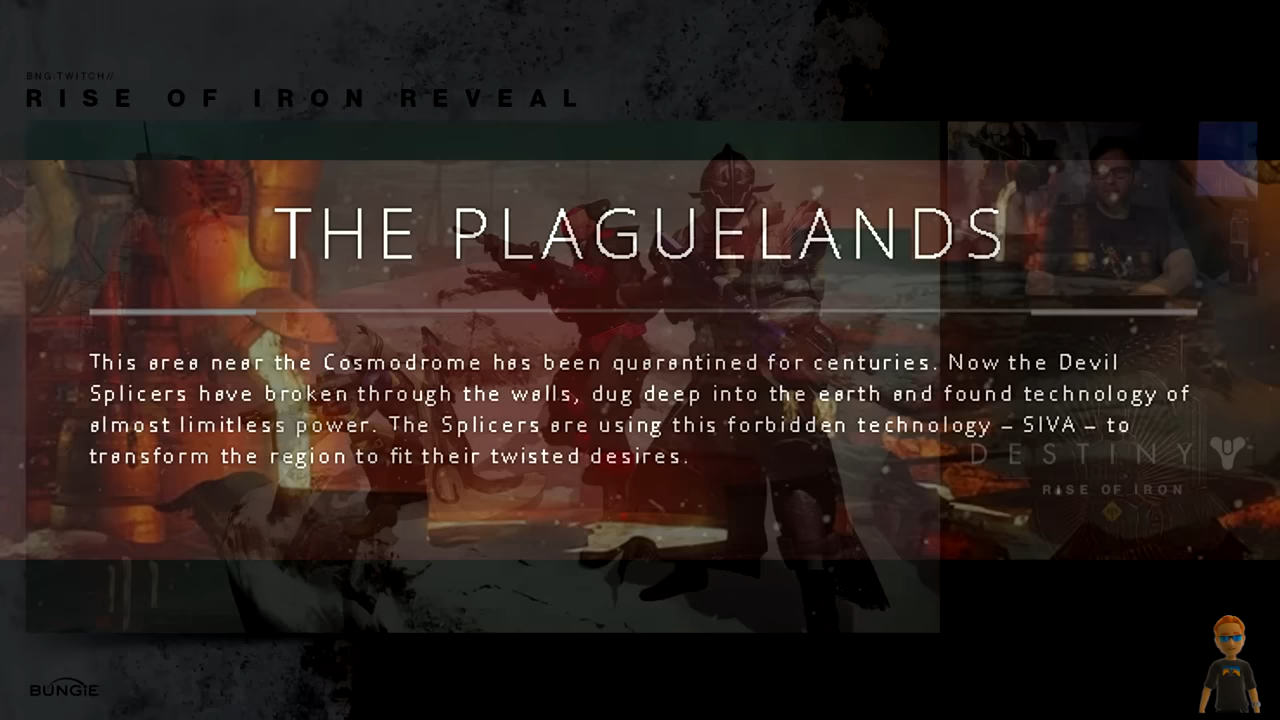 BNG:TWITCH//
RISE OF IRON REVEAL
THE PLAGUELANDS
This area near the Cosmodrome has been quarantined for centuries. Now the Devil
Splicers have broken through the walls, dug deep into the earth and found technology of
almost limitless power. The Splicers are using this forbidden technology – SIVA – to
transform the region to fit their twisted desires.
DESTINY
RISE OF IRON
BUNGiE